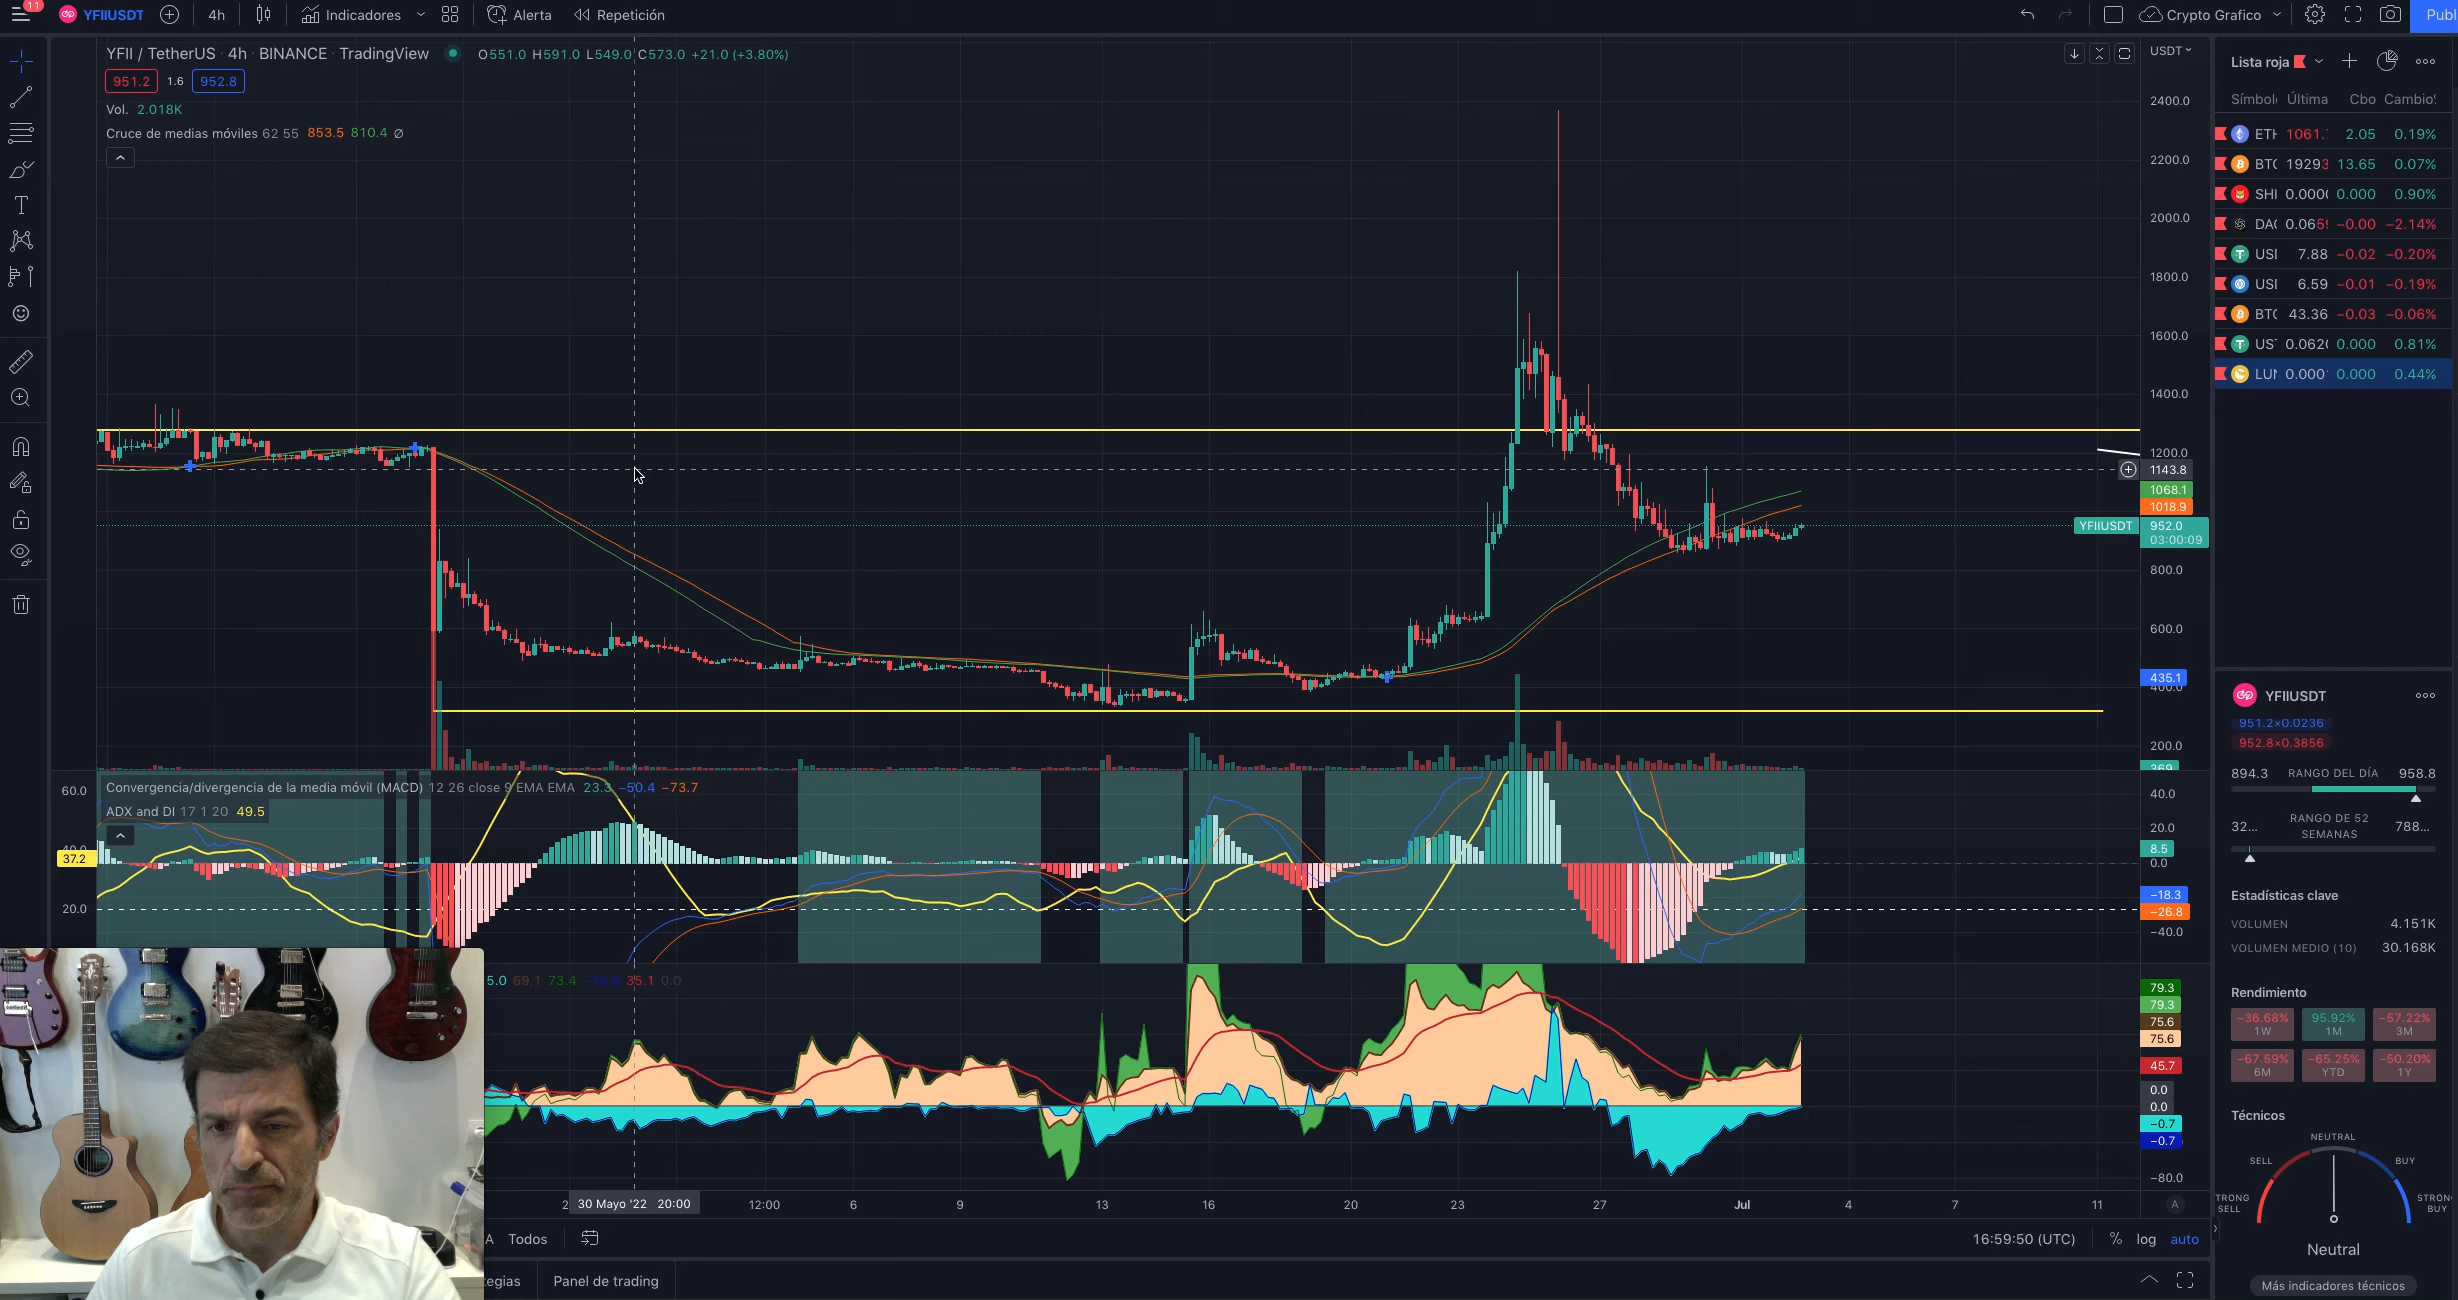 11
YFIIUSDT
4h
Indicadores
Alerta
Repetición
Crypto Grafico
Publ
YFII / TetherUS · 4h · BINANCE · TradingView
O551.0 H591.0 L549.0 C573.0 +21.0 (+3.80%)
USDT
951.2 1.6 952.8
Vol. 2.018K
Cruce de medias móviles 62 55 853.5 810.4 ∅
2400.0
2200.0
2000.0
1800.0
1600.0
1400.0
1200.0
1143.8
1068.1
1018.9
YFIIUSDT 952.0
03:00:09
800.0
600.0
435.1
400.0
200.0
369
Convergencia/divergencia de la media móvil (MACD) 12 26 close 9 EMA EMA 23.3 −50.4 −73.7
ADX and DI 17 1 20 49.5
60.0
40.0
37.2
20.0
40.0
20.0
8.5
0.0
−18.3
−26.8
−40.0
5.0 69.1 73.4 35.1 0.0
79.3
79.3
75.6
75.6
45.7
0.0
0.0
−0.7
−0.7
−80.0
2 30 Mayo '22 20:00 12:00 6 9 13 16 20 23 27 Jul 4 7 11 A
A Todos
16:59:50 (UTC) % log auto
egias Panel de trading
Lista roja
Símbol Última Cbo Cambio%
ETH 1061. 2.05 0.19%
BTC 19293 13.65 0.07%
SHI 0.000 0.000 0.90%
DA 0.065 −0.00 −2.14%
USI 7.88 −0.02 −0.20%
USI 6.59 −0.01 −0.19%
BTC 43.36 −0.03 −0.06%
UST 0.062 0.000 0.81%
LUN 0.000 0.000 0.44%
YFIIUSDT
951.2×0.0236
952.8×0.3856
894.3 RANGO DEL DÍA 958.8
32... RANGO DE 52 SEMANAS 788...
Estadísticas clave
VOLUMEN 4.151K
VOLUMEN MEDIO (10) 30.168K
Rendimiento
−36.68% 95.92% −57.22%
1W 1M 3M
−67.59% −65.25% −50.20%
6M YTD 1Y
Técnicos
NEUTRAL
SELL BUY
TRONG SELL STRON BUY
Neutral
Más indicadores técnicos